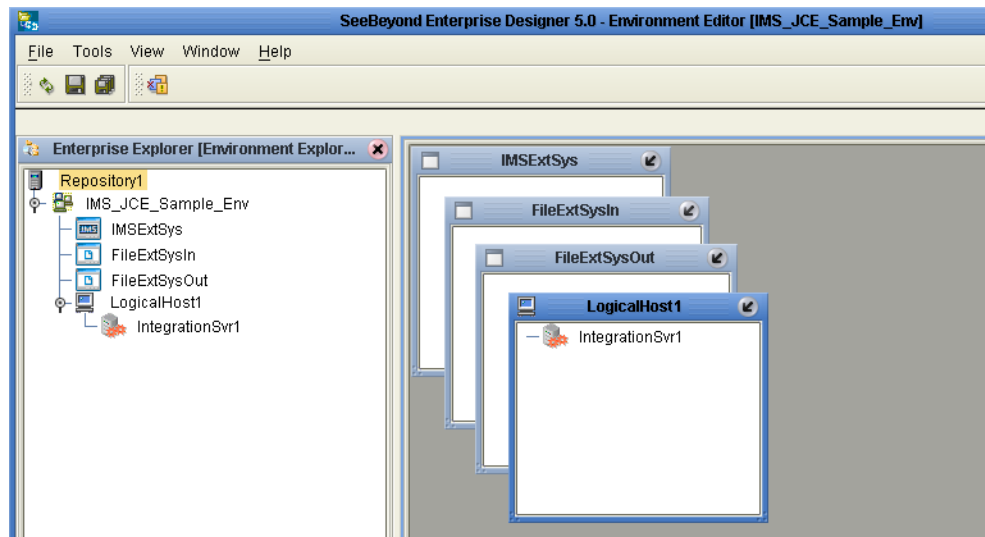 SeeBeyond Enterprise Designer 5.0 - Environment Editor [IMS_JCE_Sample_Env]
File Tools View Window Help
Enterprise Explorer [Environment Explor...
Repository1
IMS_JCE_Sample_Env
IMS IMSExtSys
FileExtSysIn
FileExtSysOut
LogicalHost1
IntegrationSvr1
IMSExtSys
FileExtSysIn
FileExtSysOut
LogicalHost1
IntegrationSvr1